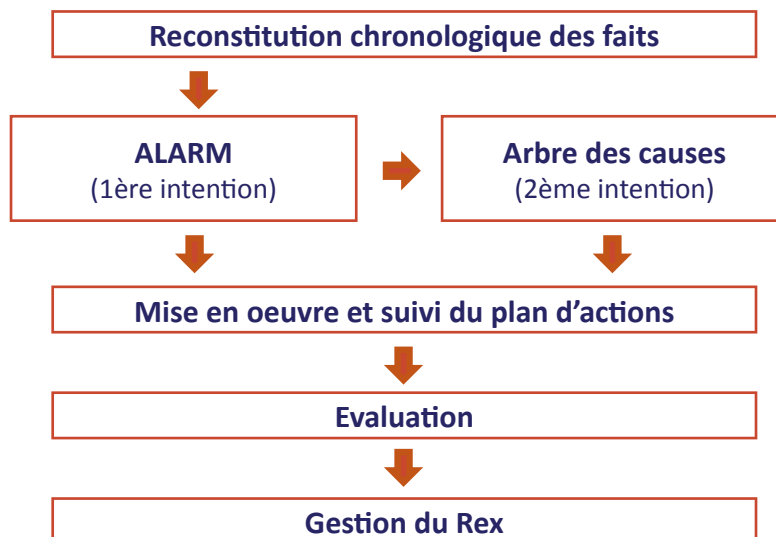 Reconstitution chronologique des faits
ALARM
(1ère intention)
Arbre des causes
(2ème intention)
Mise en oeuvre et suivi du plan d’actions
Evaluation
Gestion du Rex